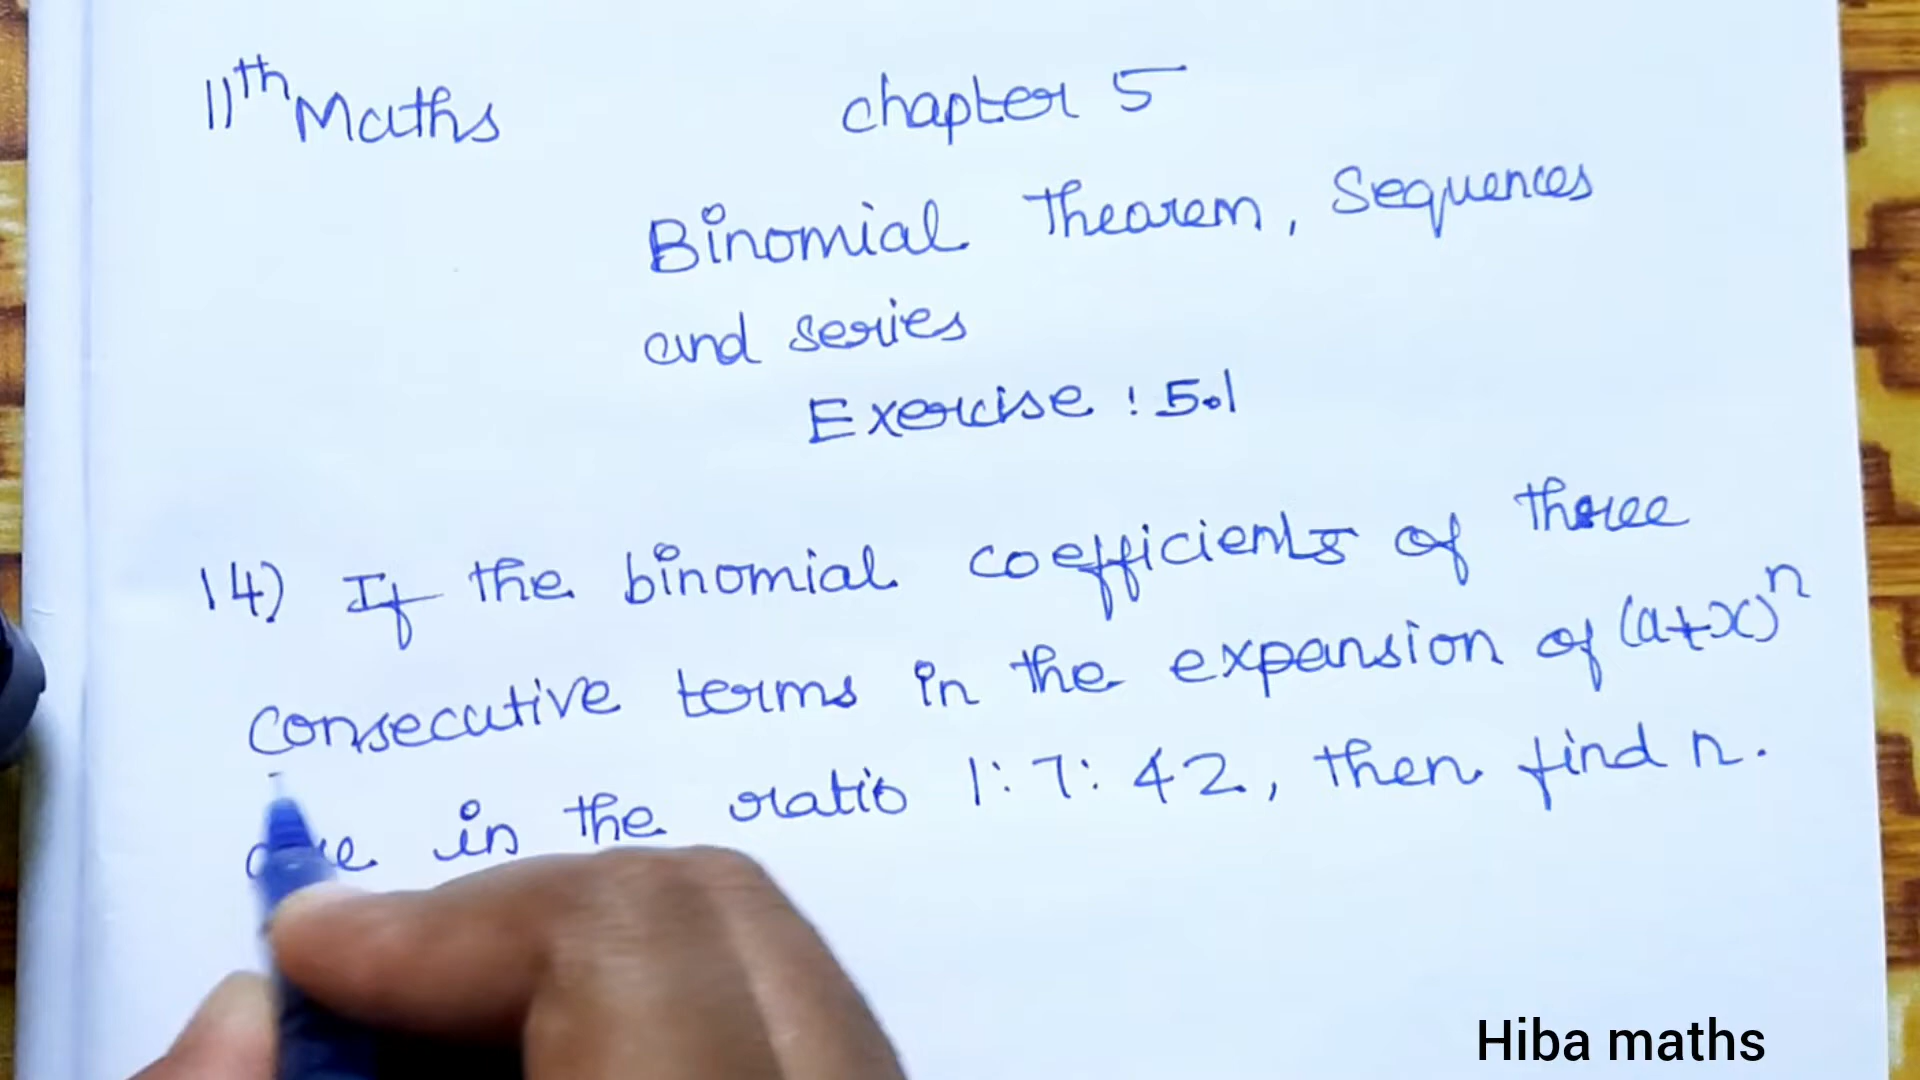 11th Maths chapter 5
Binomial Thearem, Sequences
and series
Exercise : 5.1
14) If the binomial coefficients of three
consecutive terms in the expansion of (a+x)^n
in the ratio 1:7:42, then find n.
Hiba maths